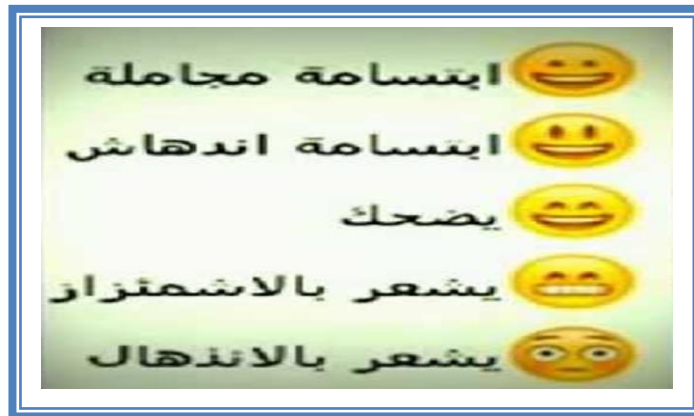 ابتسامة مجاملة
ابتسامة اندهاش
يضحك
يشعر بالاشمئزاز
يشعر بالانذهال